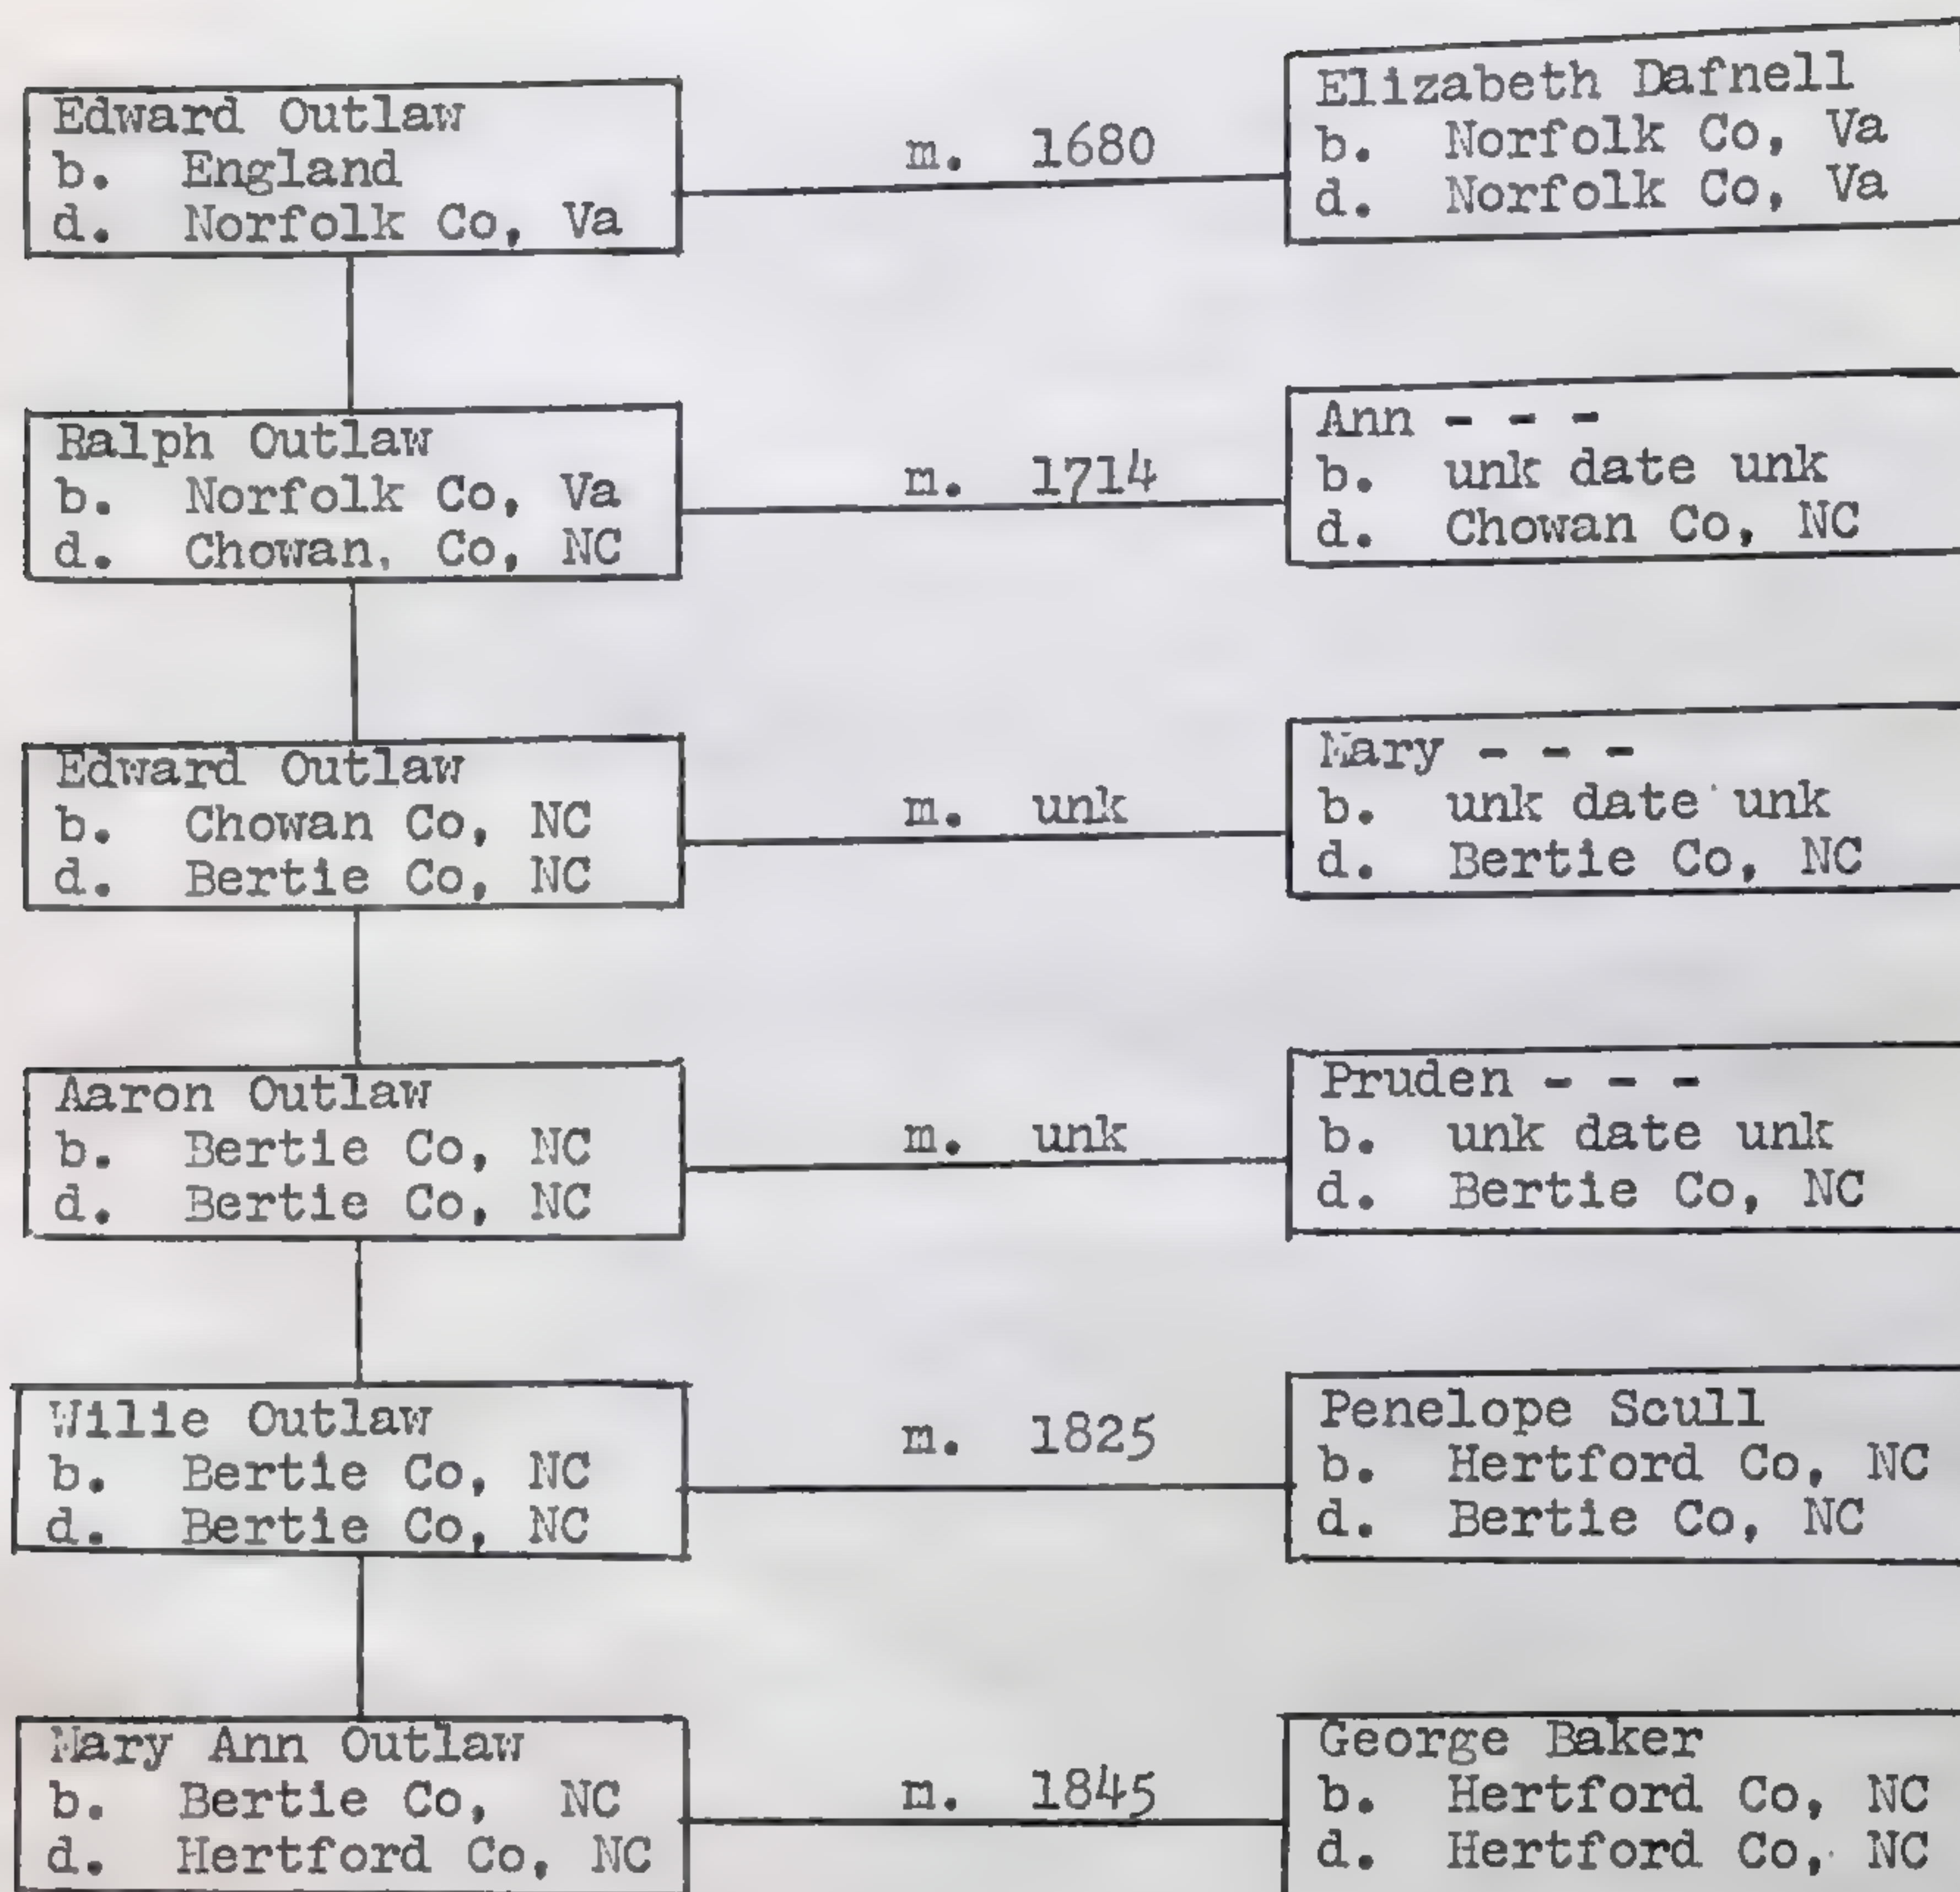 Edward Outlaw
b. England
d. Norfolk Co, Va
m. 1680
Elizabeth Dafnell
b. Norfolk Co, Va
d. Norfolk Co, Va
Ralph Outlaw
b. Norfolk Co, Va
d. Chowan, Co, NC
m. 1714
Ann - - -
b. unk date unk
d. Chowan Co, NC
Edward Outlaw
b. Chowan Co, NC
d. Bertie Co, NC
m. unk
Mary - - -
b. unk date unk
d. Bertie Co, NC
Aaron Outlaw
b. Bertie Co, NC
d. Bertie Co, NC
m. unk
Pruden - - -
b. unk date unk
d. Bertie Co, NC
Wilie Outlaw
b. Bertie Co, NC
d. Bertie Co, NC
m. 1825
Penelope Scull
b. Hertford Co, NC
d. Bertie Co, NC
Mary Ann Outlaw
b. Bertie Co, NC
d. Hertford Co, NC
m. 1845
George Baker
b. Hertford Co, NC
d. Hertford Co, NC